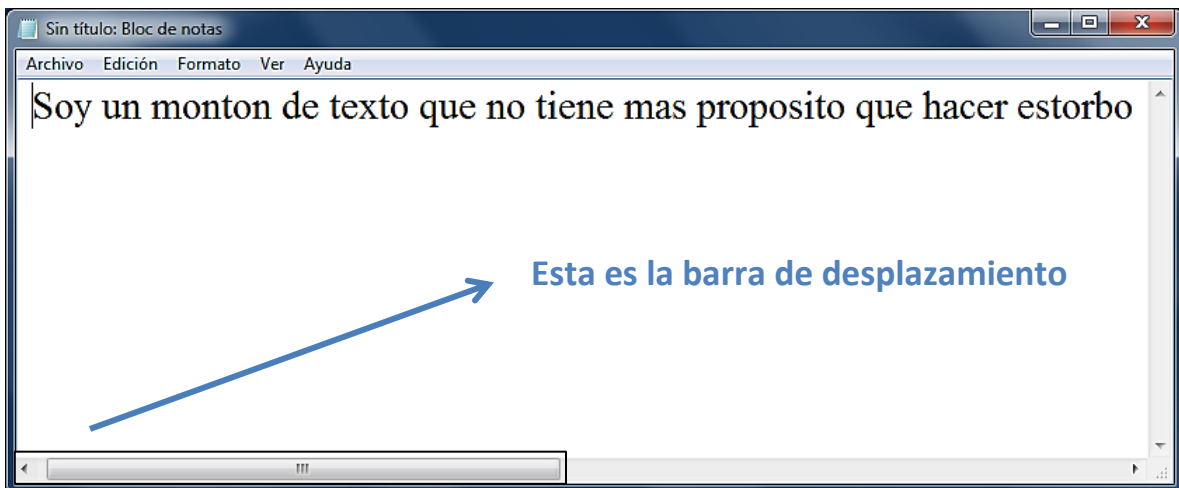 Sin título: Bloc de notas
Archivo Edición Formato Ver Ayuda
Soy un monton de texto que no tiene mas proposito que hacer estorbo
Esta es la barra de desplazamiento